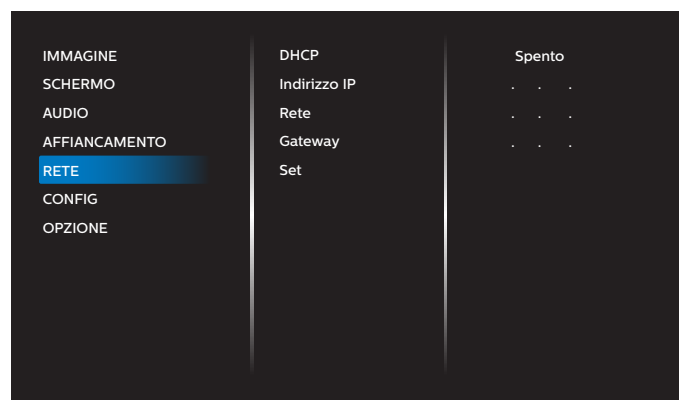 IMMAGINE
SCHERMO
AUDIO
AFFIANCAMENTO
RETE
CONFIG
OPZIONE
DHCP Spento
Indirizzo IP . . .
Rete . . .
Gateway . . .
Set